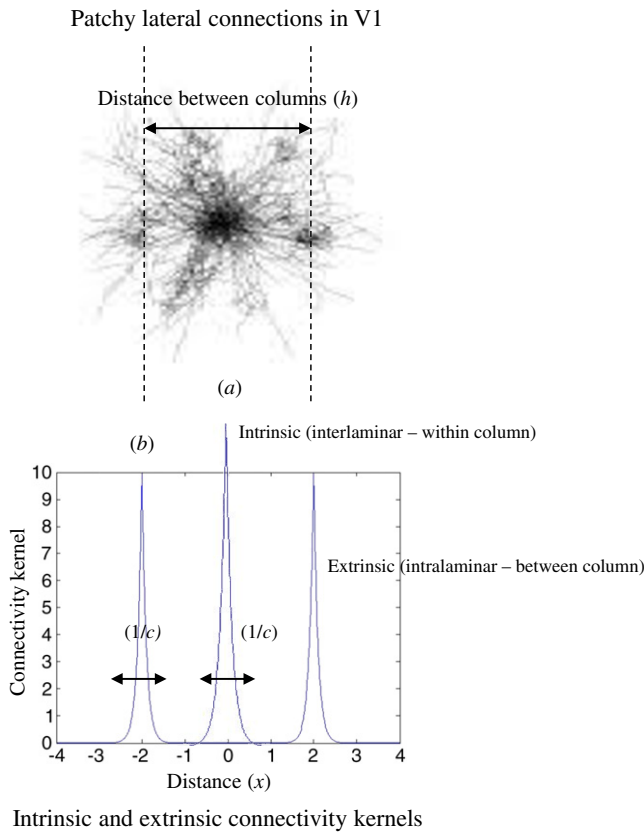 Patchy lateral connections in V1
Distance between columns (h)
(a)
Intrinsic (interlaminar – within column)
(b)
10
9
8
7
6
5
4
3
2
1
0
Connectivity kernel
Extrinsic (intralaminar – between column)
(1/c)
(1/c)
-4
-3
-2
-1
0
1
2
3
4
Distance (x)
Intrinsic and extrinsic connectivity kernels